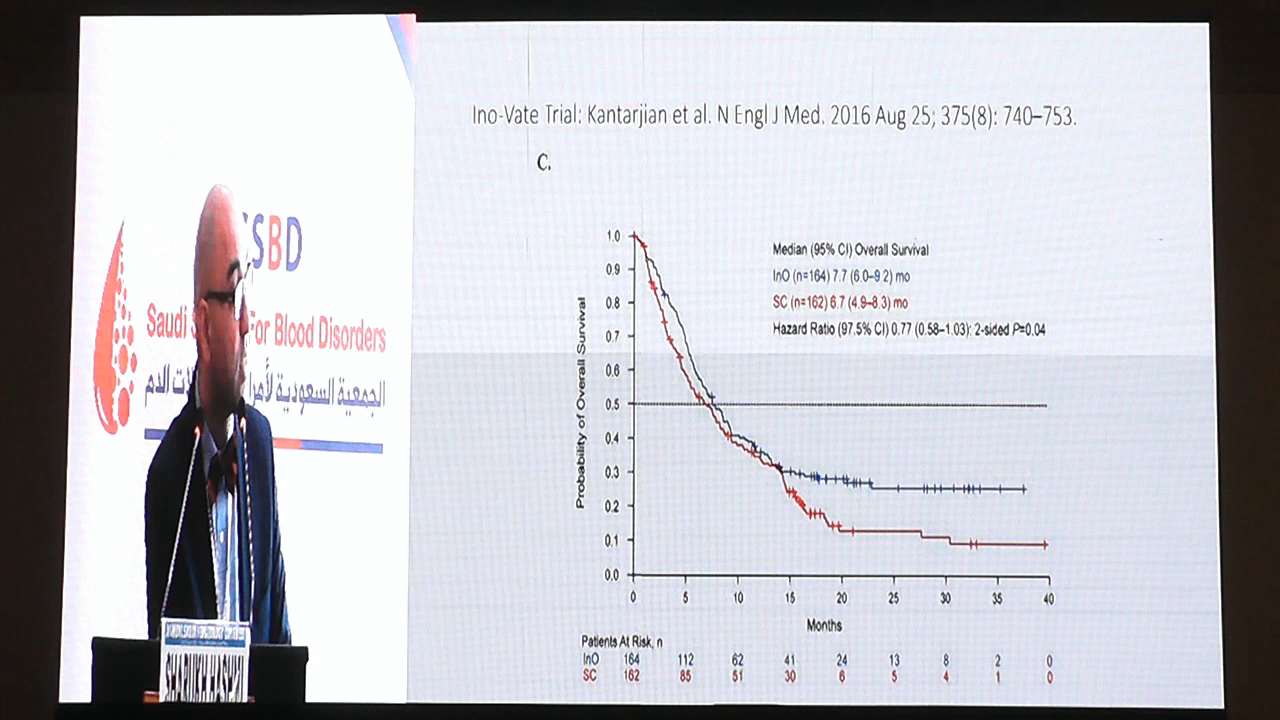 Ino-Vate Trial: Kantarjian et al. N Engl J Med. 2016 Aug 25; 375(8): 740–753.
C.
SBD
Saudi For Blood Disorders
الجمعية السعودية لأمرا لات الدم
SHARUKH HASHMI
Probability of Overall Survival
1.0
0.9
0.8
0.7
0.6
0.5
0.4
0.3
0.2
0.1
0.0
Median (95% CI) Overall Survival
InO (n=164) 7.7 (6.0–9.2) mo
SC (n=162) 6.7 (4.9–8.3) mo
Hazard Ratio (97.5% CI) 0.77 (0.58–1.03): 2-sided P=0.04
0 5 10 15 20 25 30 35 40
Months
Patients At Risk, n
InO 164 112 62 41 24 13 8 2 0
SC 162 85 51 30 6 5 4 1 0